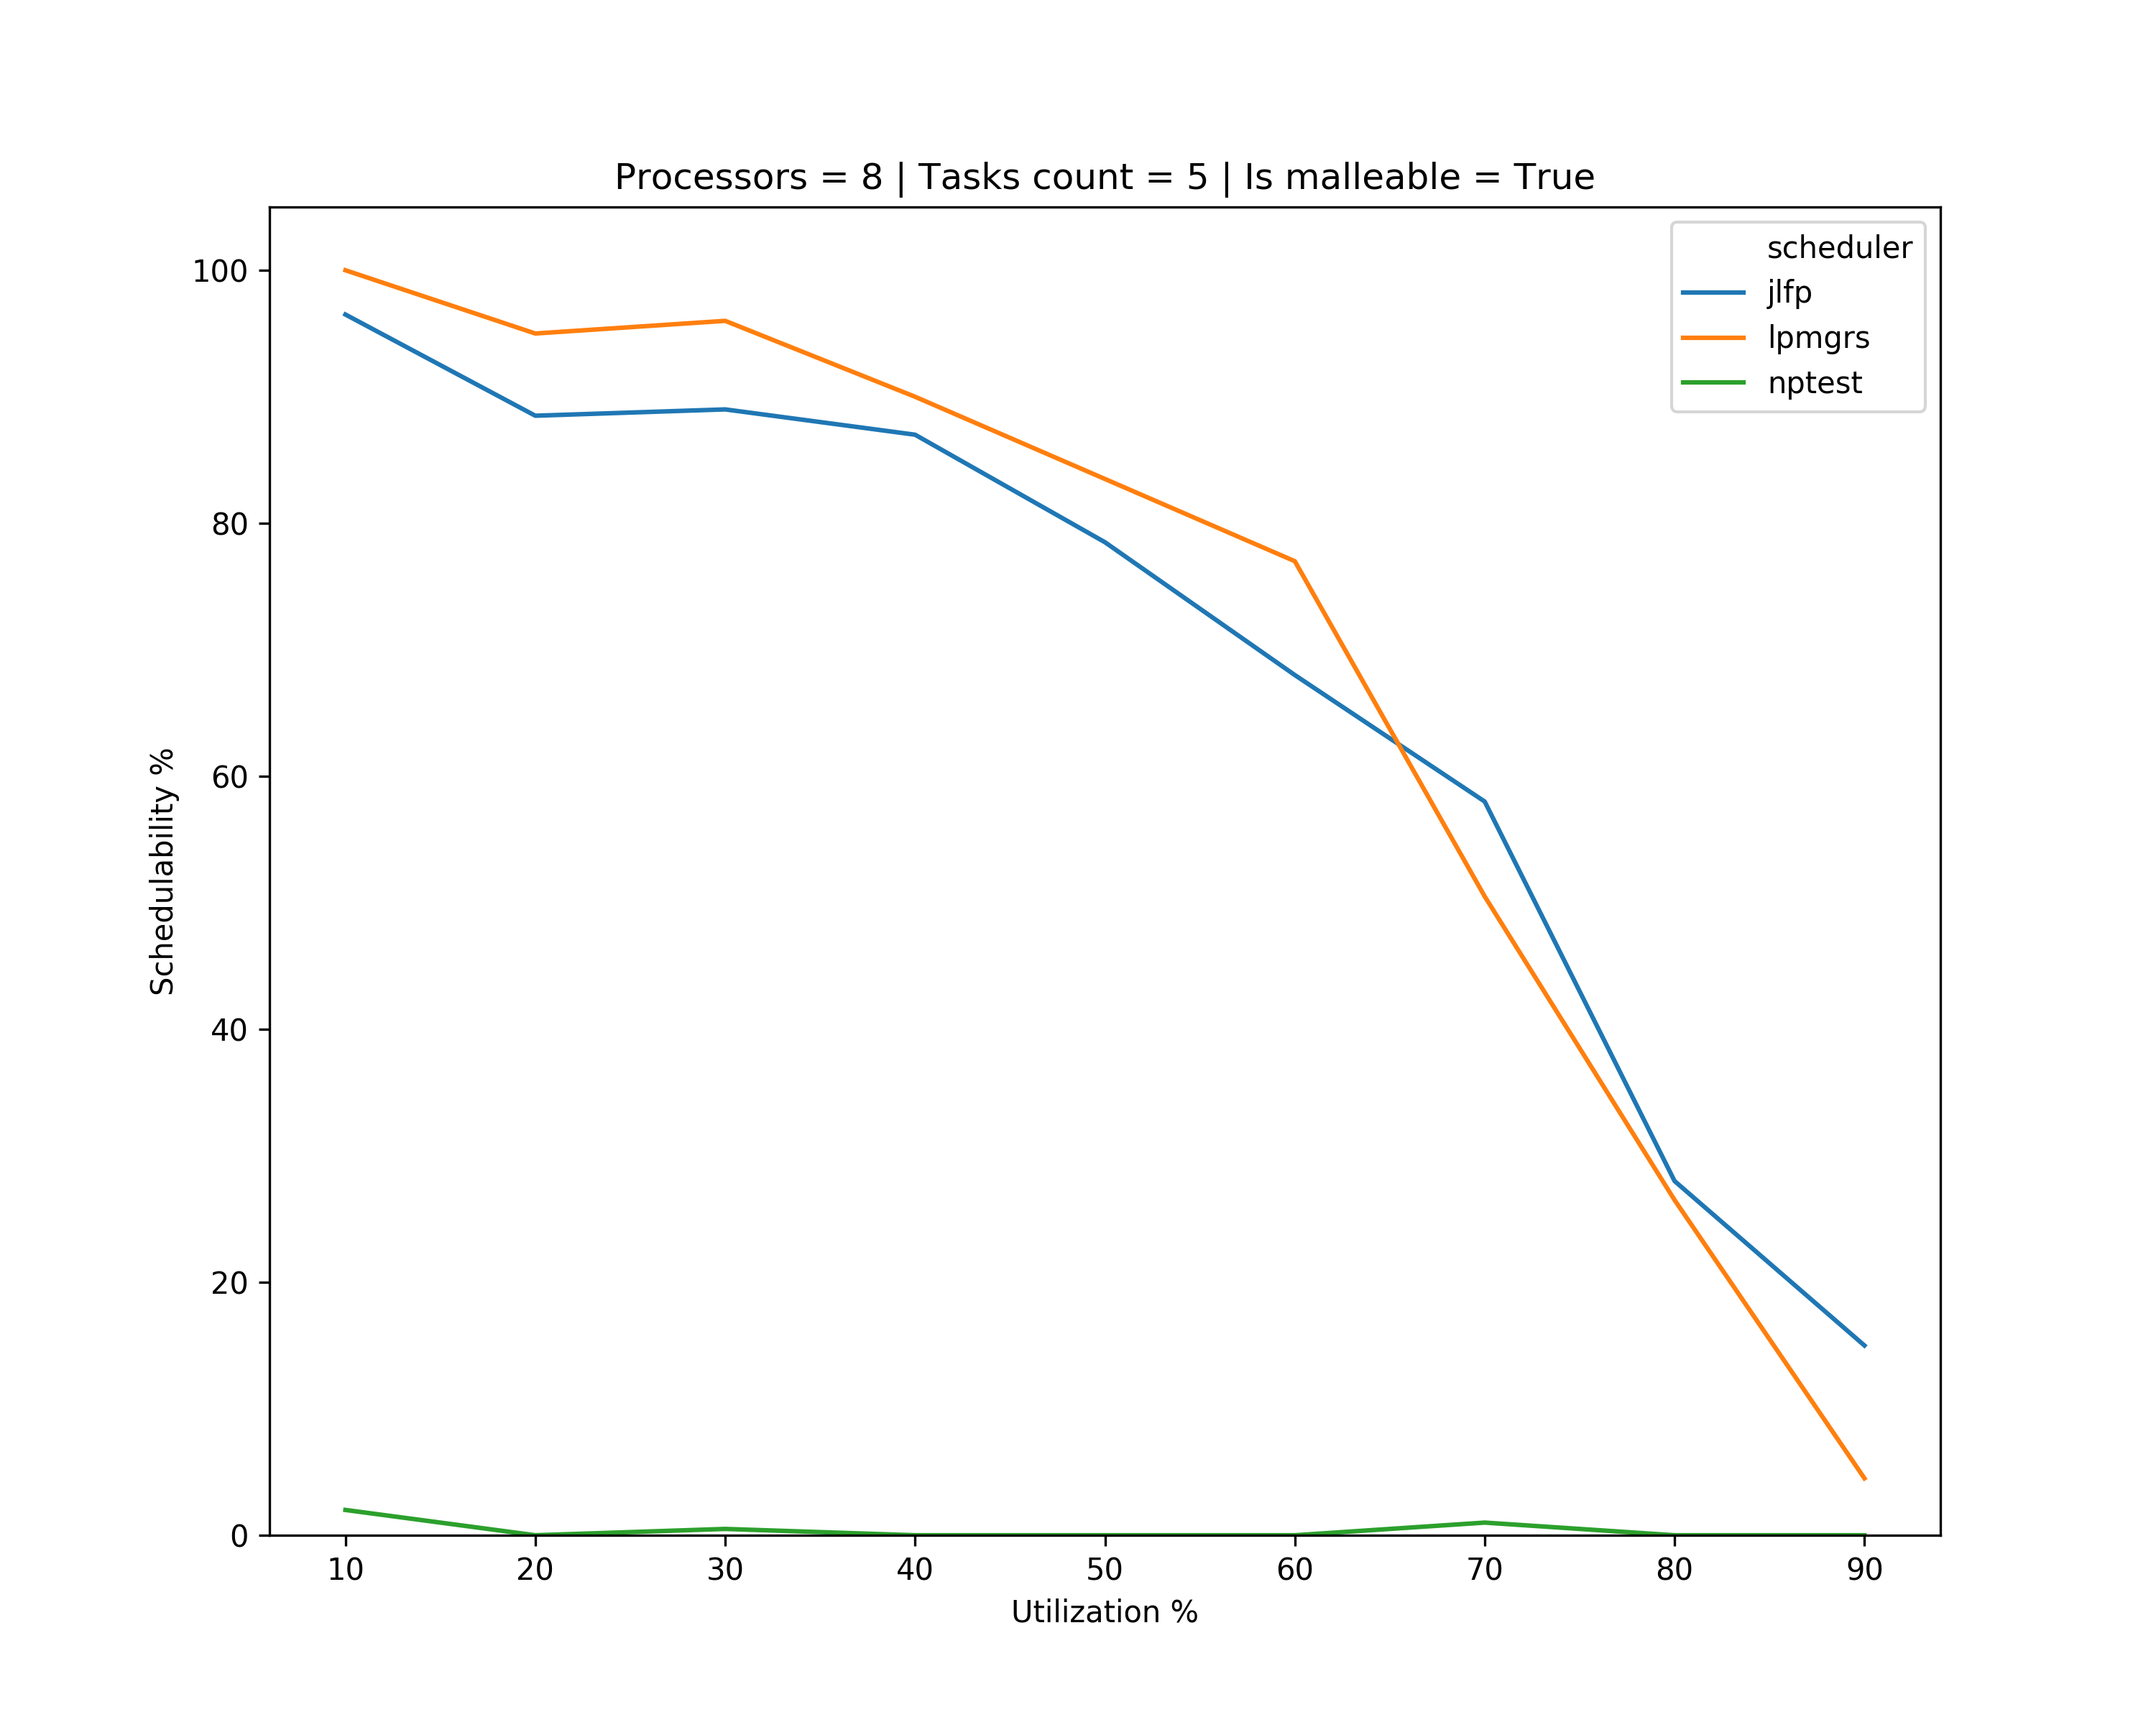 Processors = 8 | Tasks count = 5 | Is malleable = True
scheduler
jlfp
lpmgrs
nptest
Schedulability %
100
80
60
40
20
0
10 20 30 40 50 60 70 80 90
Utilization %